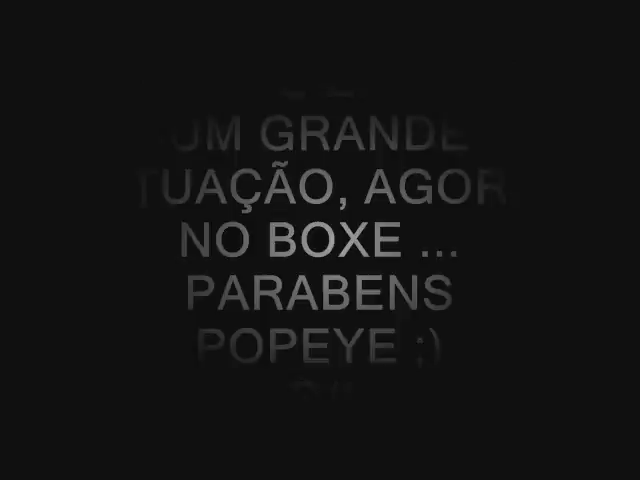 UM GRANDE
TUAÇÃO, AGOR
NO BOXE ...
PARABENS
POPEYE ;)